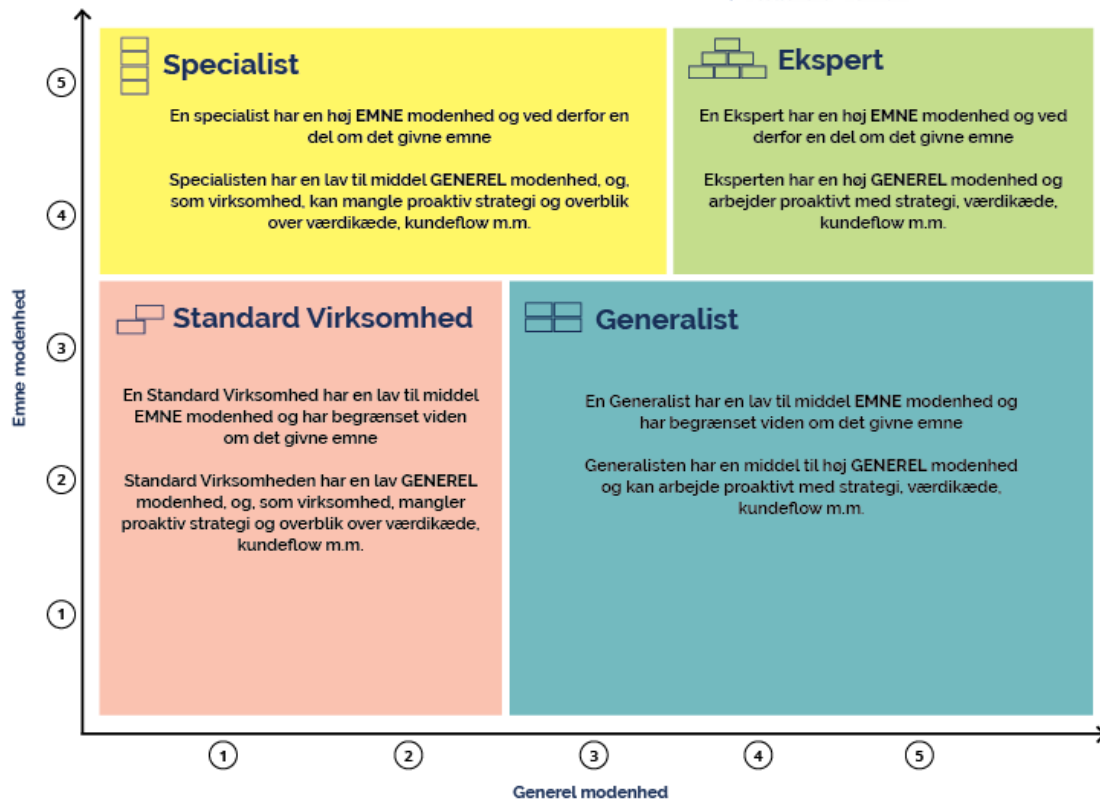 Specialist
En specialist har en høj EMNE modenhed og ved derfor en
del om det givne emne
Specialisten har en lav til middel GENEREL modenhed, og,
som virksomhed, kan mangle proaktiv strategi og overblik
over værdikæde, kundeflow m.m.
Ekspert
En Ekspert har en høj EMNE modenhed og ved
derfor en del om det givne emne
Eksperten har en høj GENEREL modenhed og
arbejder proaktivt med strategi, værdikæde,
kundeflow m.m.
Standard Virksomhed
En Standard Virksomhed har en lav til middel
EMNE modenhed og har begrænset viden
om det givne emne
Standard Virksomheden har en lav GENEREL
modenhed, og, som virksomhed, mangler
proaktiv strategi og overblik over værdikæde,
kundeflow m.m.
Generalist
En Generalist har en lav til middel EMNE modenhed og
har begrænset viden om det givne emne
Generalisten har en middel til høj GENEREL modenhed
og kan arbejde proaktivt med strategi, værdikæde,
kundeflow m.m.
Emne modenhed
5
4
3
2
1
1
2
3
4
5
Generel modenhed